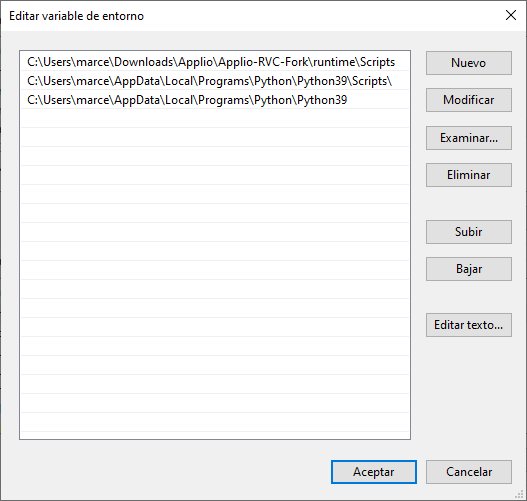 Editar variable de entorno
C:\Users\marce\Downloads\Applio\Applio-RVC-Fork\runtime\Scripts
C:\Users\marce\AppData\Local\Programs\Python\Python39\Scripts\
C:\Users\marce\AppData\Local\Programs\Python\Python39
Nuevo
Modificar
Examinar...
Eliminar
Subir
Bajar
Editar texto...
Aceptar
Cancelar